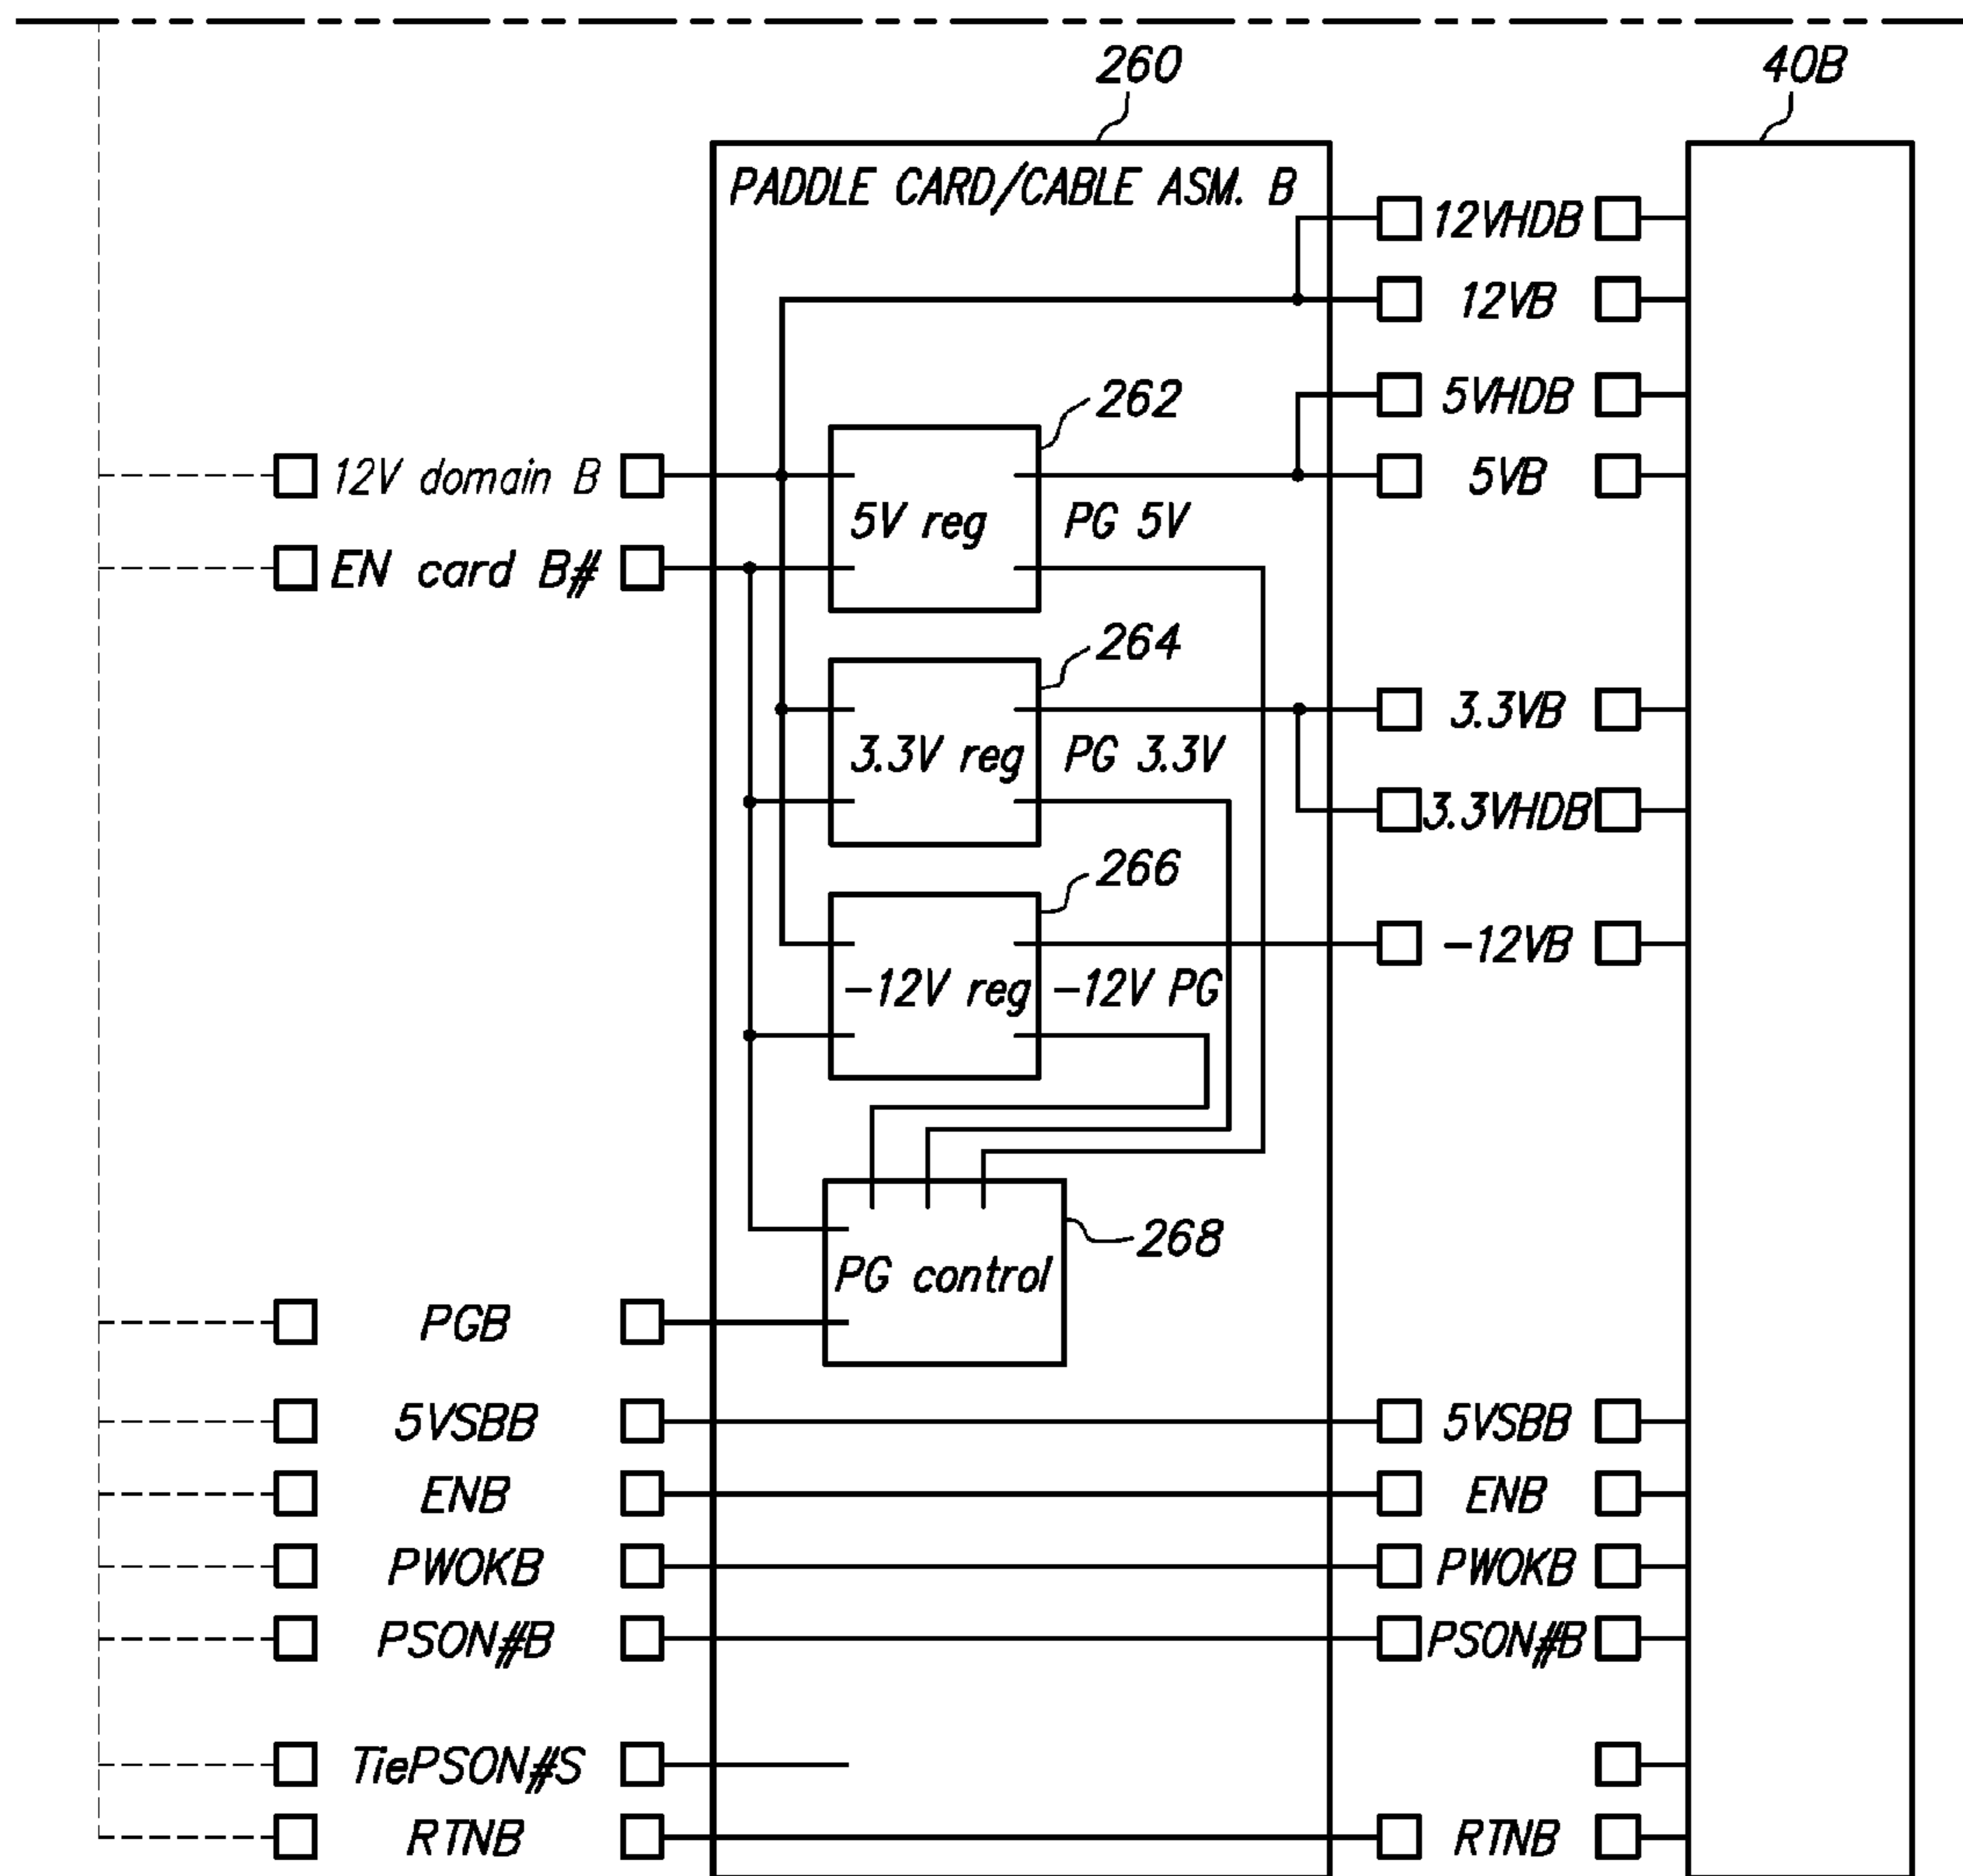 260
40B
PADDLE CARD/CABLE ASM. B
12VHDB
12VB
262
5VHDB
12V domain B
5VB
5V reg
PG 5V
EN card B#
264
3.3VB
3.3V reg
PG 3.3V
3.3VHDB
266
-12VB
-12V reg
-12V PG
268
PG control
PGB
5VSBB
5VSBB
ENB
ENB
PWOKB
PWOKB
PSON#B
PSON#B
TiePSON#S
RTNB
RTNB